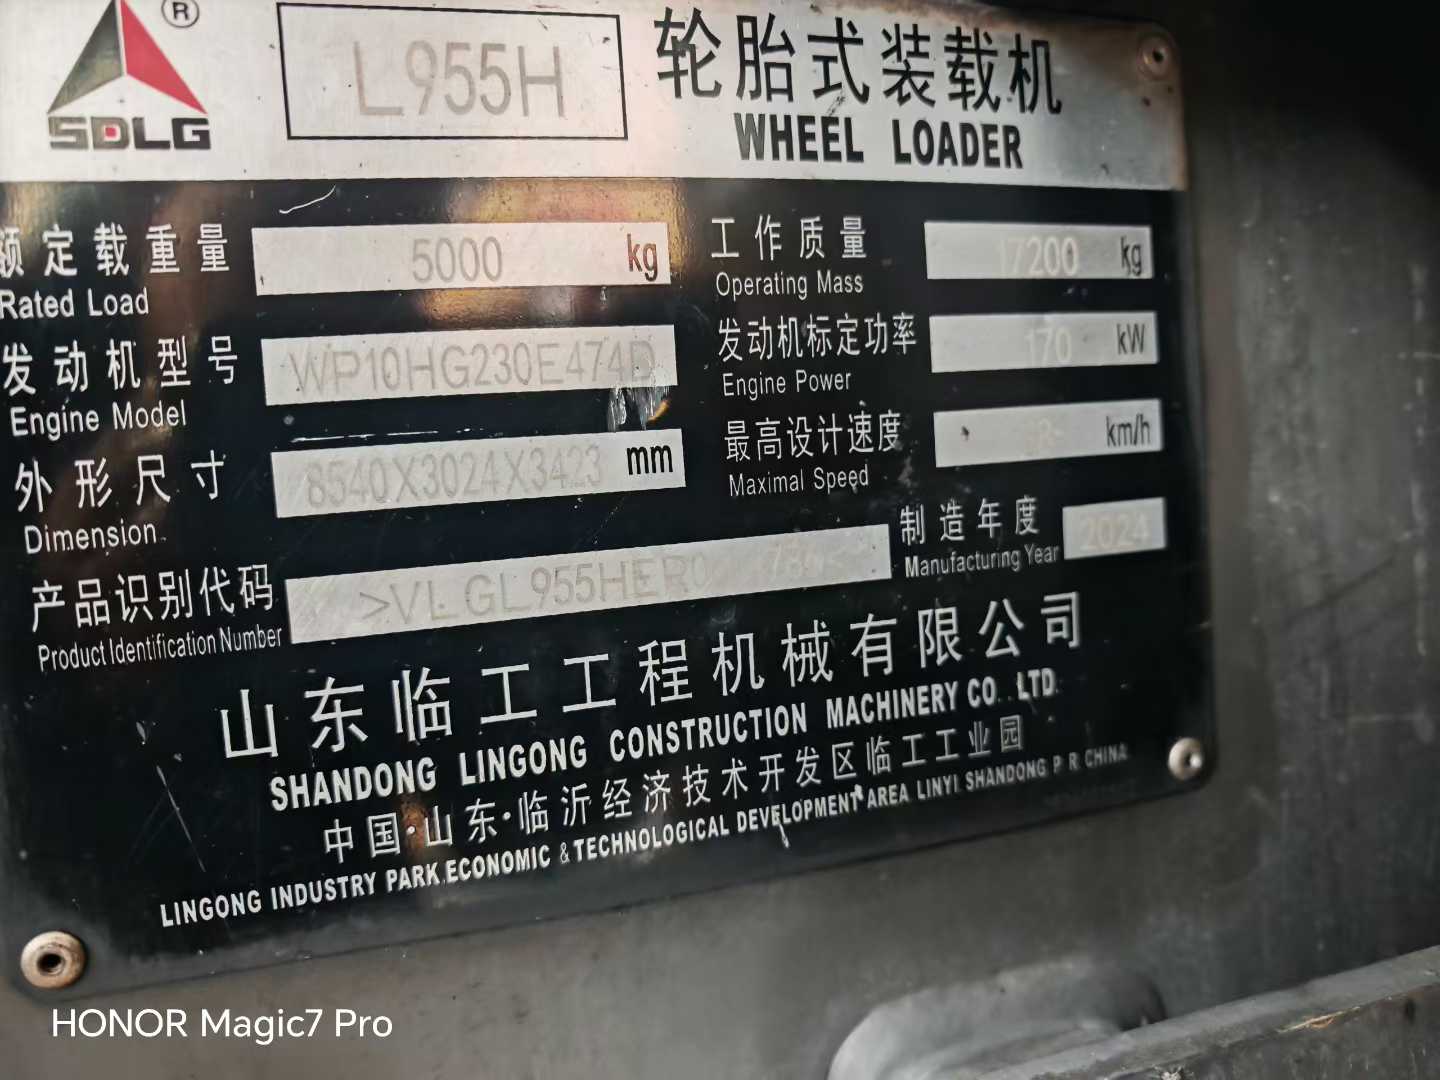 ®
SDLG
L955H
轮胎式装载机
WHEEL LOADER
额定载重量 5000 kg
Rated Load
工作质量 17200 kg
Operating Mass
发动机型号 WP10HG230E474D
Engine Model
发动机标定功率 170 kW
Engine Power
外形尺寸 8540X3024X3423 mm
Dimension
最高设计速度 km/h
Maximal Speed
产品识别代码 >VLGL955HER0
Product Identification Number
制造年度 2024
Manufacturing Year
山东临工工程机械有限公司
SHANDONG LINGONG CONSTRUCTION MACHINERY CO. LTD
中国·山东·临沂经济技术开发区临工工业园
LINGONG INDUSTRY PARK.ECONOMIC & TECHNOLOGICAL DEVELOPMENT AREA LINYI SHANDONG P R CHINA
HONOR Magic7 Pro